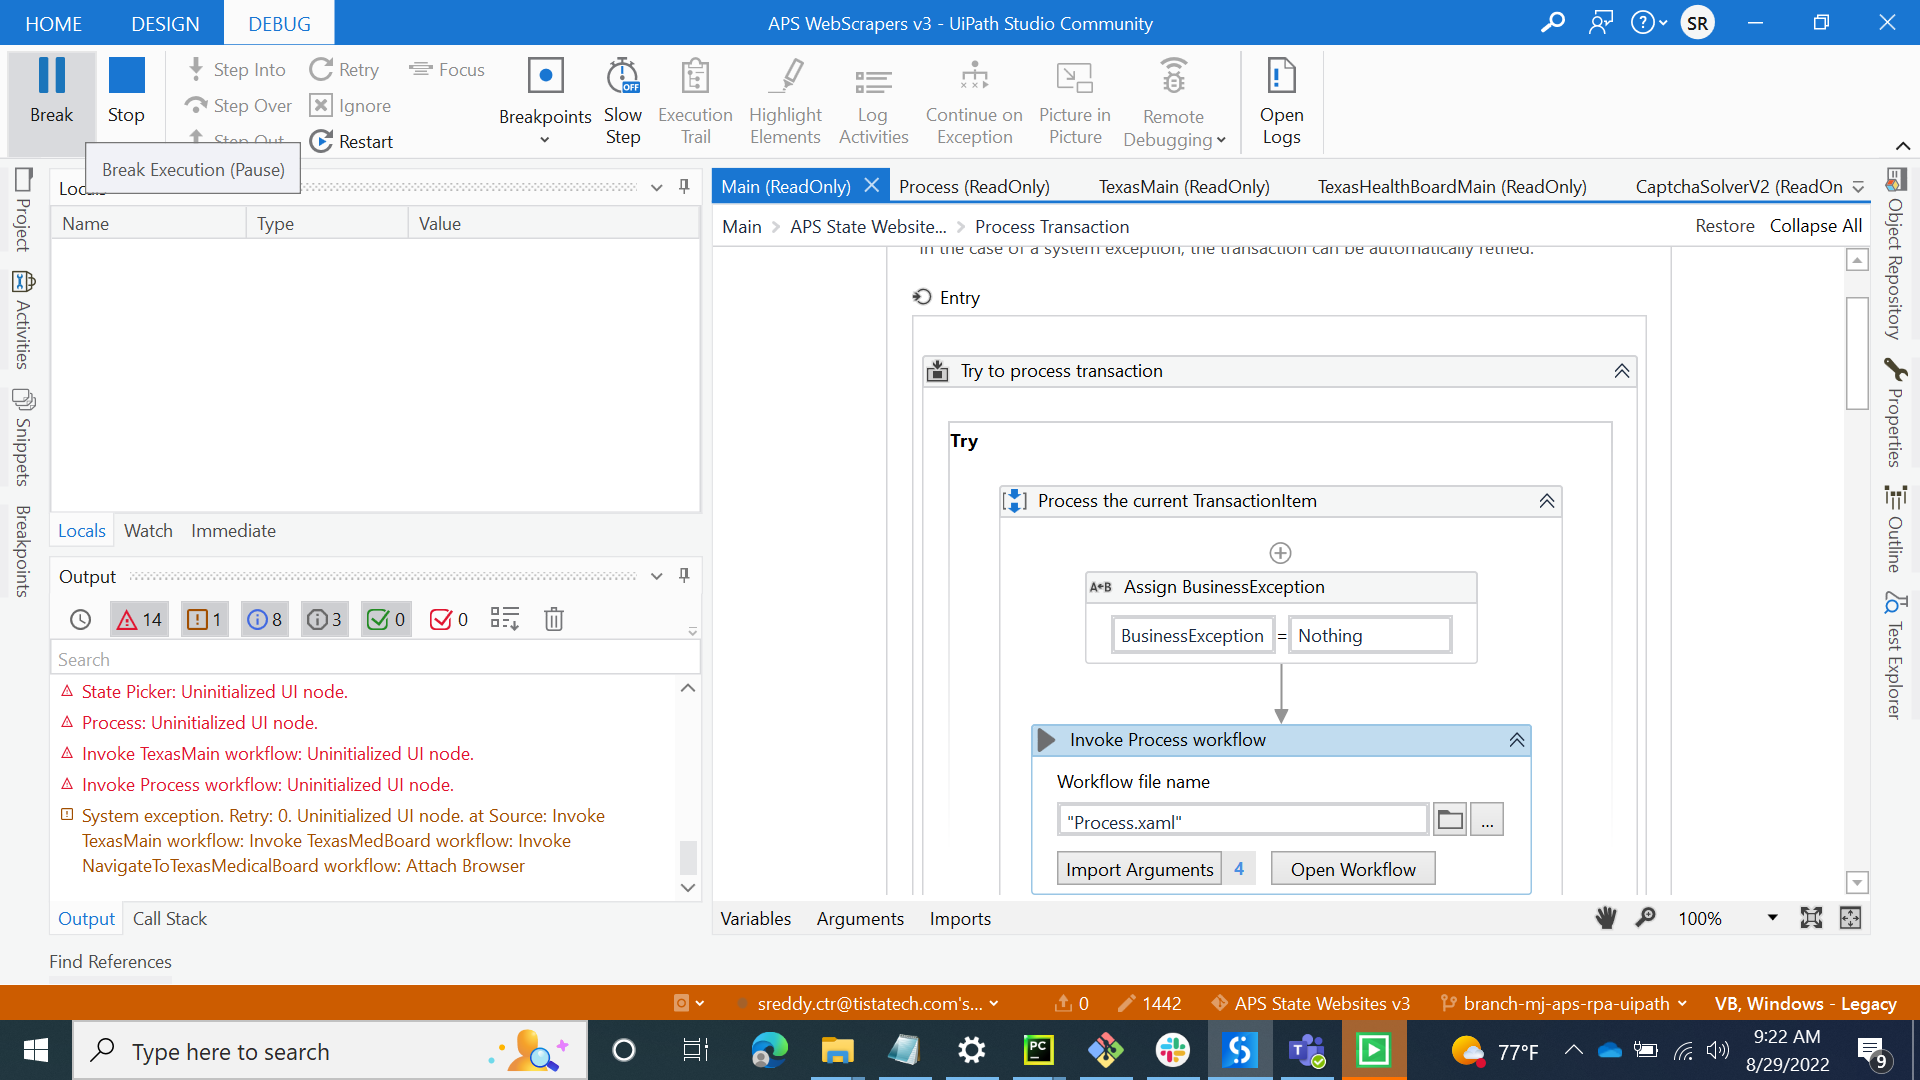 HOME
DESIGN
DEBUG
APS WebScrapers v3 - UiPath Studio Community
SR
Break
Stop
Step Into
Step Over
Step Out
Retry
Ignore
Restart
Focus
Breakpoints
Slow
Step
OFF
Execution
Trail
Highlight
Elements
Log
Activities
Continue on
Exception
Picture in
Picture
Remote
Debugging
Open
Logs
Break Execution (Pause)
Locals
Name
Type
Value
Locals
Watch
Immediate
Project
Activities
Snippets
Breakpoints
Output
14
1
8
3
0
0
Search
State Picker: Uninitialized UI node.
Process: Uninitialized UI node.
Invoke TexasMain workflow: Uninitialized UI node.
Invoke Process workflow: Uninitialized UI node.
System exception. Retry: 0. Uninitialized UI node. at Source: Invoke
TexasMain workflow: Invoke TexasMedBoard workflow: Invoke
NavigateToTexasMedicalBoard workflow: Attach Browser
Output
Call Stack
Find References
Main (ReadOnly)
Process (ReadOnly)
TexasMain (ReadOnly)
TexasHealthBoardMain (ReadOnly)
CaptchaSolverV2 (ReadOn
Main
APS State Website...
Process Transaction
Restore
Collapse All
In the case of a system exception, the transaction can be automatically retried.
Entry
Try to process transaction
Try
Process the current TransactionItem
A←B Assign BusinessException
BusinessException = Nothing
Invoke Process workflow
Workflow file name
"Process.xaml"
...
Import Arguments
4
Open Workflow
Variables
Arguments
Imports
100%
Object Repository
Properties
Outline
Test Explorer
sreddy.ctr@tistatech.com's...
0
1442
APS State Websites v3
branch-mj-aps-rpa-uipath
VB, Windows - Legacy
Type here to search
PC
77°F
9:22 AM
8/29/2022
9